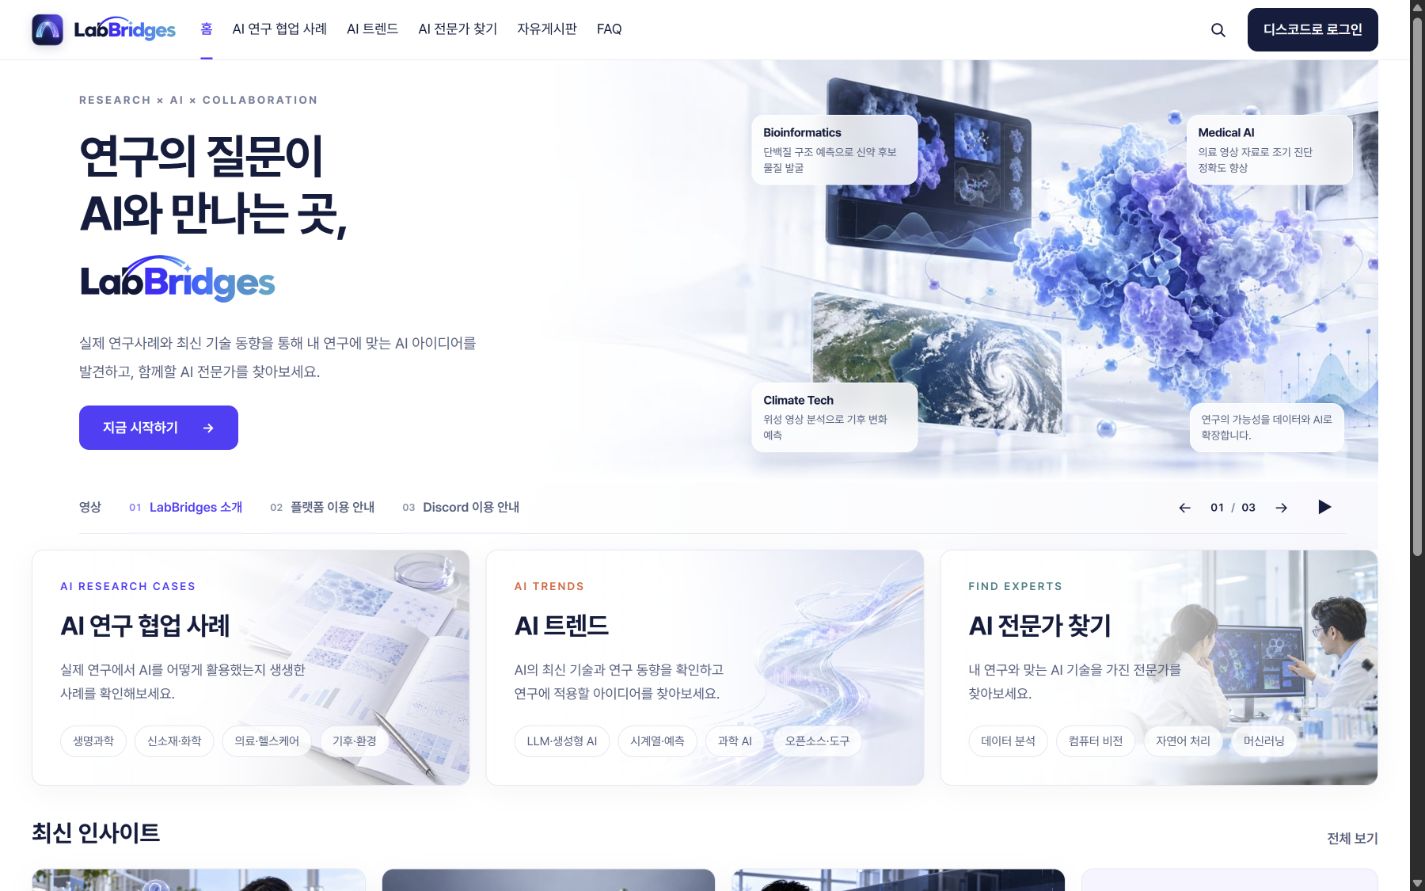 LabBridges
홈
AI 연구 협업 사례
AI 트렌드
AI 전문가 찾기
자유게시판
FAQ
디스코드로 로그인
RESEARCH × AI × COLLABORATION
연구의 질문이
AI와 만나는 곳,
LabBridges
실제 연구사례와 최신 기술 동향을 통해 내 연구에 맞는 AI 아이디어를
발견하고, 함께할 AI 전문가를 찾아보세요.
지금 시작하기 →
Bioinformatics
단백질 구조 예측으로 신약 후보
물질 발굴
Medical AI
의료 영상 자료로 조기 진단
정확도 향상
Climate Tech
위성 영상 분석으로 기후 변화
예측
연구의 가능성을 데이터와 AI로
확장합니다.
영상
01 LabBridges 소개
02 플랫폼 이용 안내
03 Discord 이용 안내
← 01 / 03 →
AI RESEARCH CASES
AI 연구 협업 사례
실제 연구에서 AI를 어떻게 활용했는지 생생한
사례를 확인해보세요.
생명과학
신소재·화학
의료·헬스케어
기후·환경
AI TRENDS
AI 트렌드
AI의 최신 기술과 연구 동향을 확인하고
연구에 적용할 아이디어를 찾아보세요.
LLM·생성형 AI
시계열·예측
과학 AI
오픈소스·도구
FIND EXPERTS
AI 전문가 찾기
내 연구와 맞는 AI 기술을 가진 전문가를
찾아보세요.
데이터 분석
컴퓨터 비전
자연어 처리
머신러닝
최신 인사이트
전체 보기